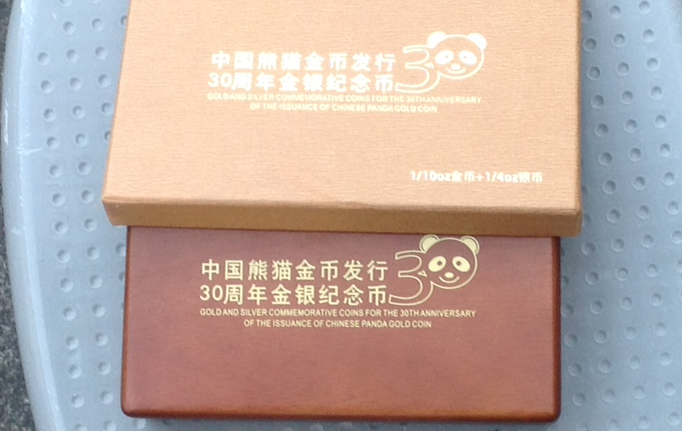 中国熊猫金币发行
30周年金银纪念币
30
GOLD AND SILVER COMMEMORATIVE COINS FOR THE 30TH ANNIVERSARY
OF THE ISSUANCE OF CHINESE PANDA GOLD COIN
1/10oz金币+1/4oz银币
中国熊猫金币发行
30周年金银纪念币
30
GOLD AND SILVER COMMEMORATIVE COINS FOR THE 30TH ANNIVERSARY
OF THE ISSUANCE OF CHINESE PANDA GOLD COIN